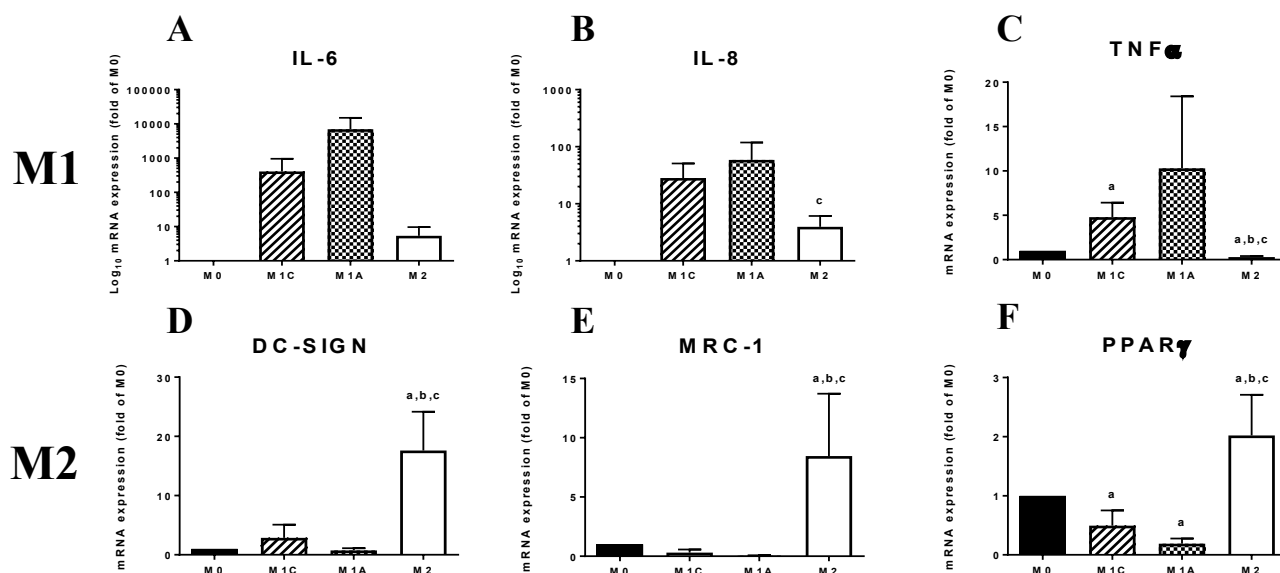 A
IL-6
Log10 mRNA expression (fold of M0)
100000
10000
1000
100
10
1
M0 M1C M1A M2
B
IL-8
Log10 mRNA expression (fold of M0)
1000
100
10
1
c
M0 M1C M1A M2
C
TNFα
mRNA expression (fold of M0)
20
15
10
5
0
a
a,b,c
M0 M1C M1A M2
M1
D
DC-SIGN
mRNA expression (fold of M0)
30
20
10
0
a,b,c
M0 M1C M1A M2
E
MRC-1
mRNA expression (fold of M0)
15
10
5
0
a,b,c
M0 M1C M1A M2
F
PPARγ
mRNA expression (fold of M0)
3
2
1
0
a
a
a,b,c
M0 M1C M1A M2
M2